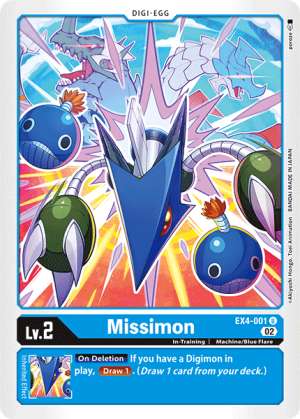 DIGI-EGG
Lv.2
Missimon
EX4-001 U
02
In-Training | Machine/Blue Flare
Inherited Effect
On Deletion If you have a Digimon in
play, Draw 1. (Draw 1 card from your deck.)
©Akiyoshi Hongo, Toei Animation BANDAI MADE IN JAPAN